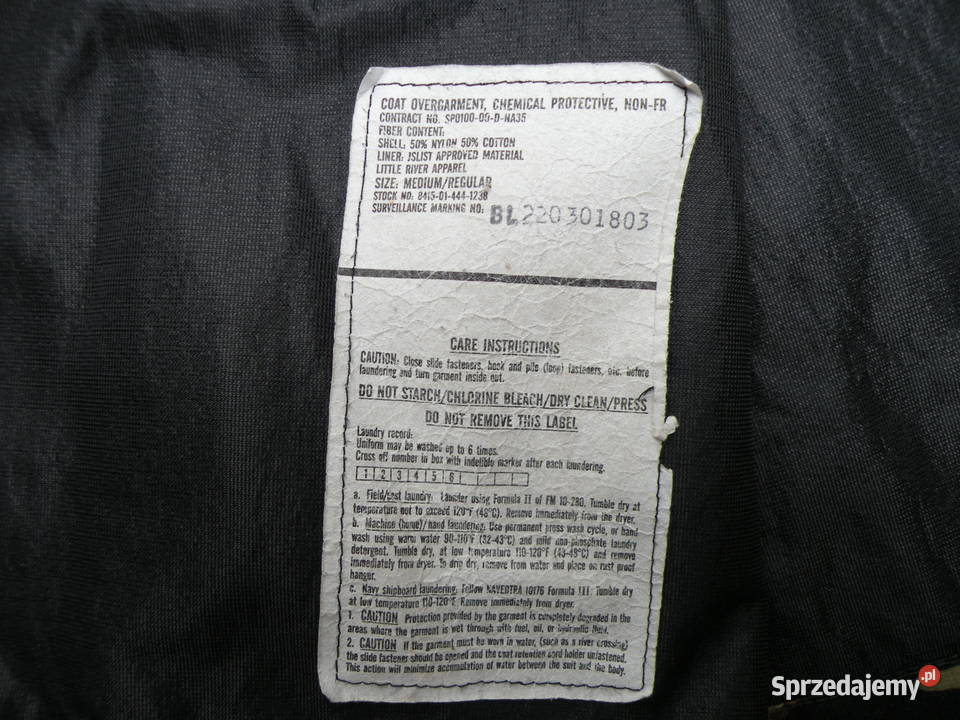 COAT OVERGARMENT, CHEMICAL PROTECTIVE, NON-FR
CONTRACT NO. SPO100-00-D-NA35
FIBER CONTENT:
SHELL: 50% NYLON 50% COTTON
LINER: JSLIST APPROVED MATERIAL
LITTLE RIVER APPAREL
SIZE: MEDIUM/REGULAR
STOCK NO: 8415-01-444-1238
SURVEILLANCE MARKING NO: BL220301803
CARE INSTRUCTIONS
CAUTION: Close slide fasteners, hook and pile (loop) fasteners, etc. before
laundering and turn garment inside out.
DO NOT STARCH/CHLORINE BLEACH/DRY CLEAN/PRESS
DO NOT REMOVE THIS LABEL
Laundry record:
Uniform may be washed up to 6 times.
Cross off number in box with indelible marker after each laundering.
1 2 3 4 5 6
a. Field/post laundry: Launder using Formula II of FM 10-280. Tumble dry at
temperature not to exceed 120°F (48°C). Remove immediately from the dryer.
b. Machine (home)/hand laundering. Use permanent press wash cycle, or hand
wash using warm water 90-110°F (32-43°C) and mild non-phosphate laundry
detergent. Tumble dry, at low temperature 110-120°F (43-48°C) and remove
immediately from dryer. To drip dry, remove from water and place on rust proof
hanger.
c. Navy shipboard laundering. Follow NAVEDTRA 10176 Formula III. Tumble dry
at low temperature 110-120°F. Remove immediately from dryer.
1. CAUTION Protection provided by the garment is completely degraded in the
areas where the garment is wet through with fuel, oil, or hydraulic fluid.
2. CAUTION If the garment must be worn in water, (such as a river crossing)
the slide fastener should be opened and the coat retention cord holder unfastened.
This action will minimize accumulation of water between the suit and the body.
Sprzedajemy.pl